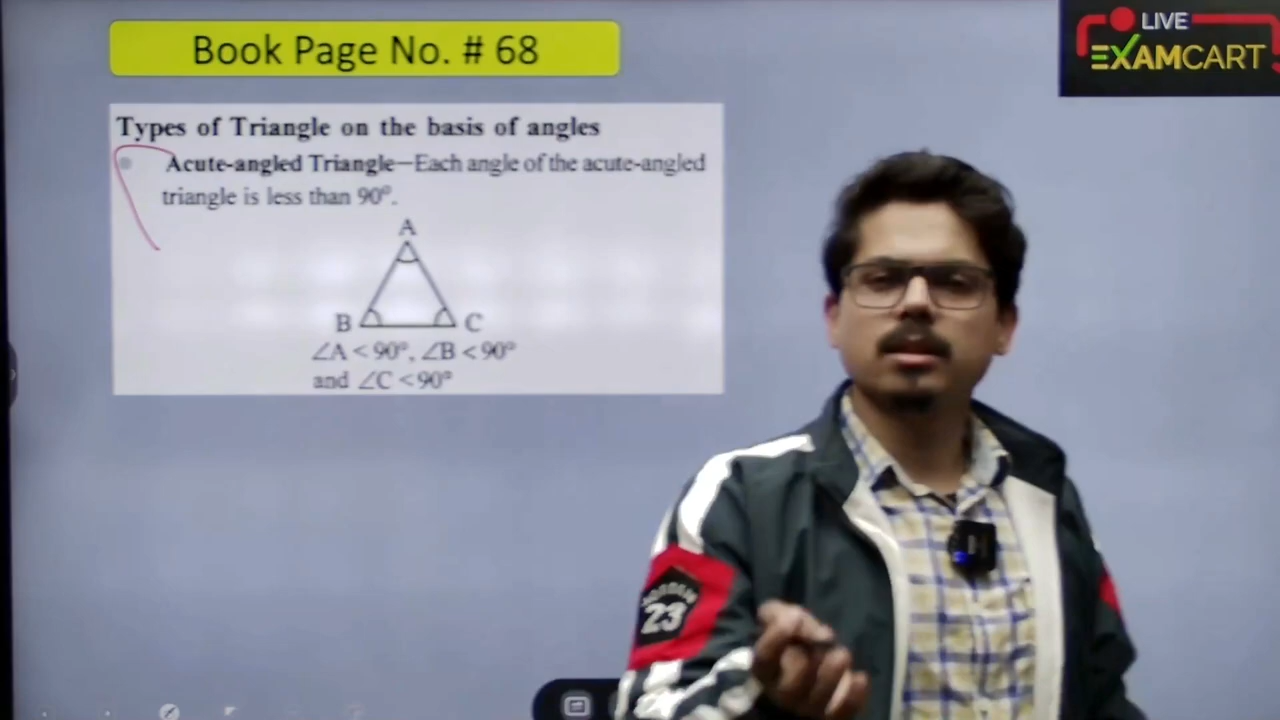 Book Page No. # 68
LIVE
EXAMCART
Types of Triangle on the basis of angles
Acute-angled Triangle—Each angle of the acute-angled
triangle is less than 90°.
A
B C
∠A < 90°, ∠B < 90°
and ∠C < 90°
23